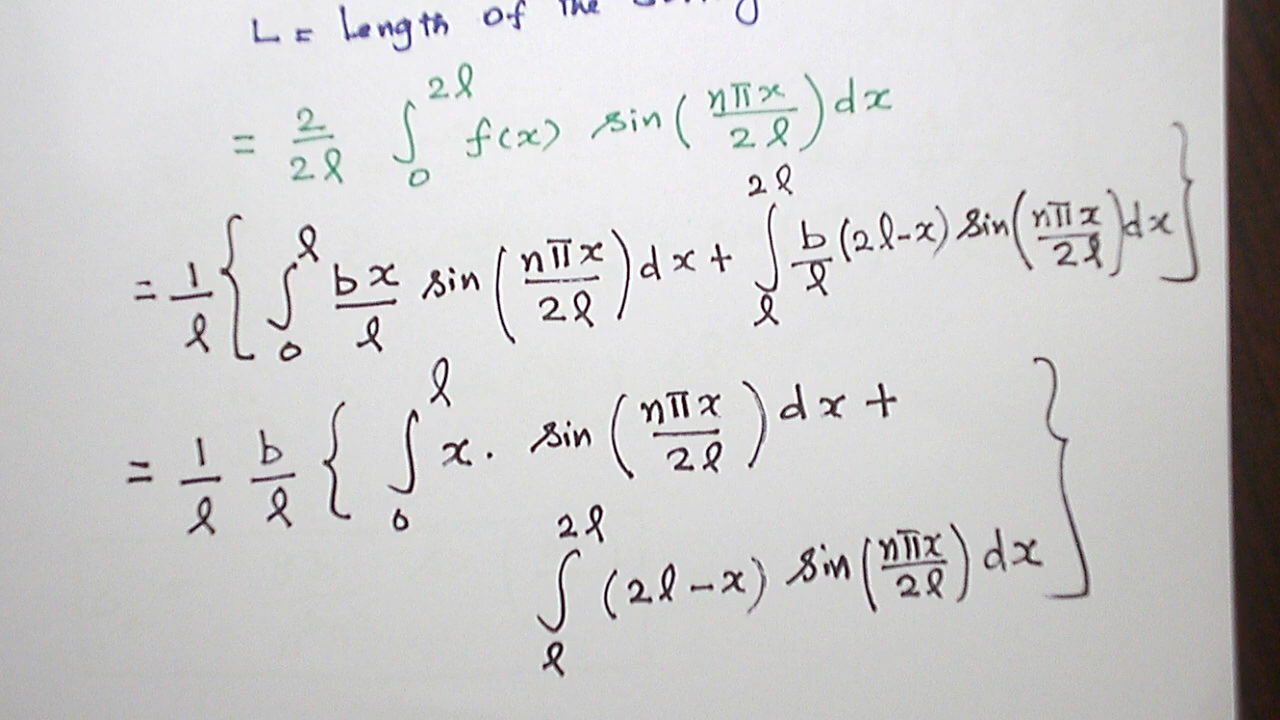 L = Length of the
= 2/2ℓ ∫₀^{2ℓ} f(x) sin(nπx/2ℓ) dx
= 1/ℓ { ∫₀^ℓ bx/ℓ sin(nπx/2ℓ) dx + ∫_ℓ^{2ℓ} b/ℓ (2ℓ-x) sin(nπx/2ℓ) dx }
= 1/ℓ b/ℓ { ∫₀^ℓ x. sin(nπx/2ℓ) dx +
∫_ℓ^{2ℓ} (2ℓ-x) sin(nπx/2ℓ) dx }